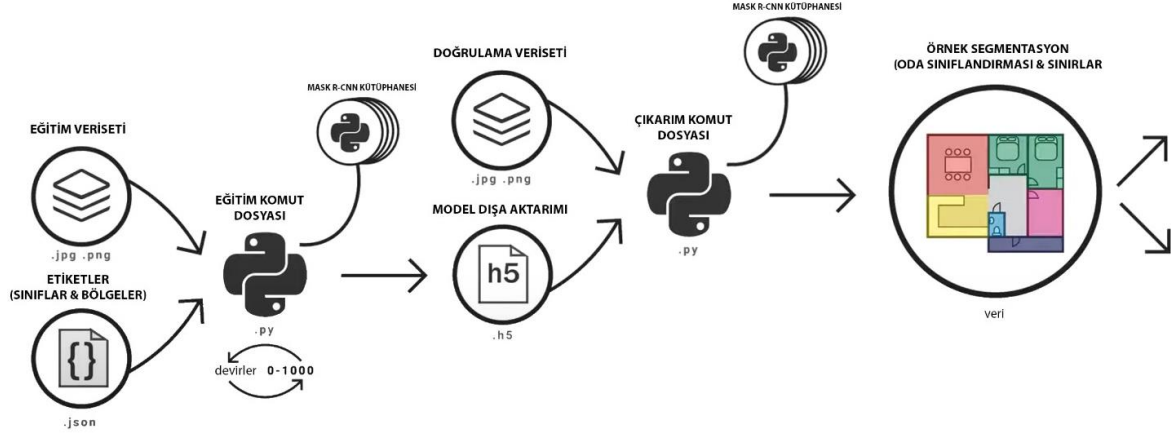 EĞİTİM VERİSETİ
.jpg .png
ETİKETLER
(SINIFLAR & BÖLGELER)
{}
.json
MASK R-CNN KÜTÜPHANESİ
EĞİTİM KOMUT
DOSYASI
.py
devirler 0-1000
DOĞRULAMA VERİSETİ
.jpg .png
MODEL DIŞA AKTARIMI
h5
.h5
MASK R-CNN KÜTÜPHANESİ
ÇIKARIM KOMUT
DOSYASI
.py
ÖRNEK SEGMENTASYON
(ODA SINIFLANDIRMASI & SINIRLAR
veri